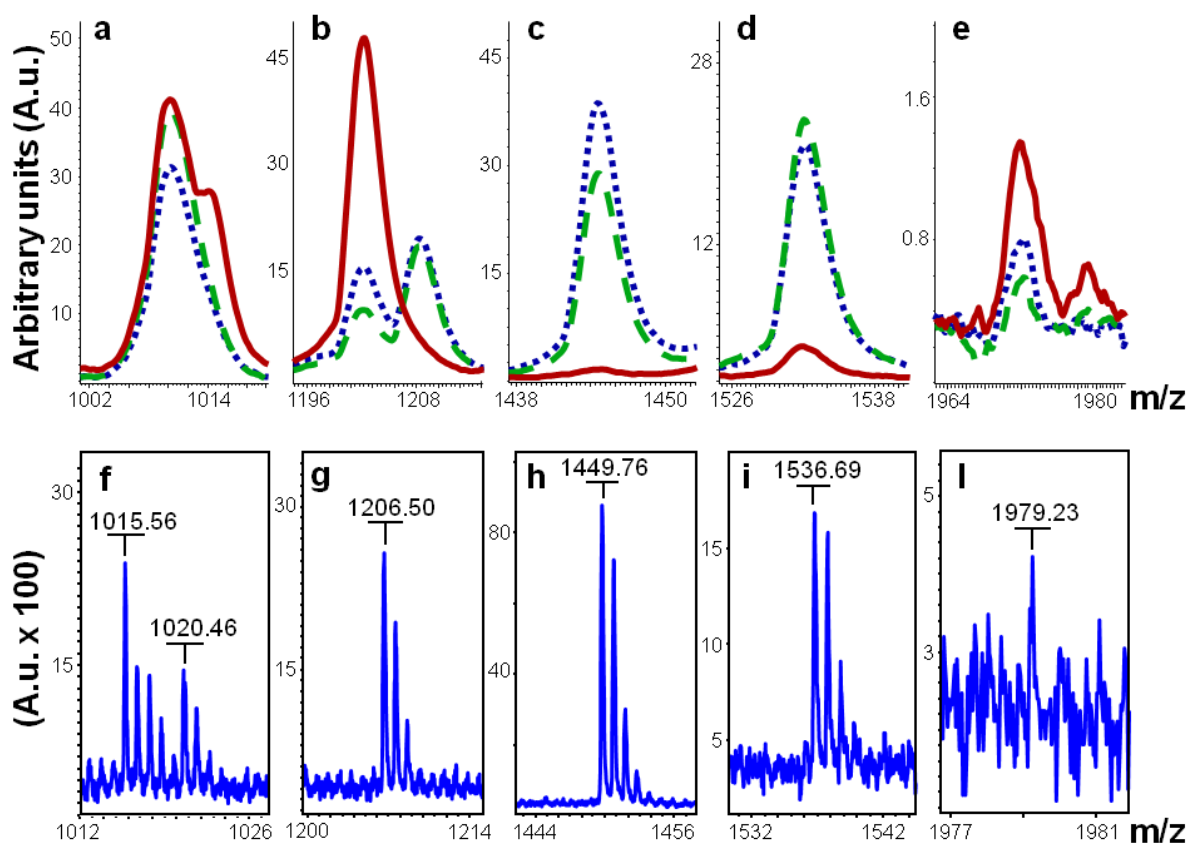 a b c d e
50 40 30 20 10
45 30 15
45 30 15
28 12
1.6 0.8
Arbitrary units (A.u.)
1002 1014 1196 1208 1438 1450 1526 1538 1964 1980 m/z
f g h i l
1015.56 1020.46
1206.50
1449.76
1536.69
1979.23
30 15
30 15
80 40
15 10 5
5 3
(A.u. x 100)
1012 1026 1200 1214 1444 1456 1532 1542 1977 1981 m/z